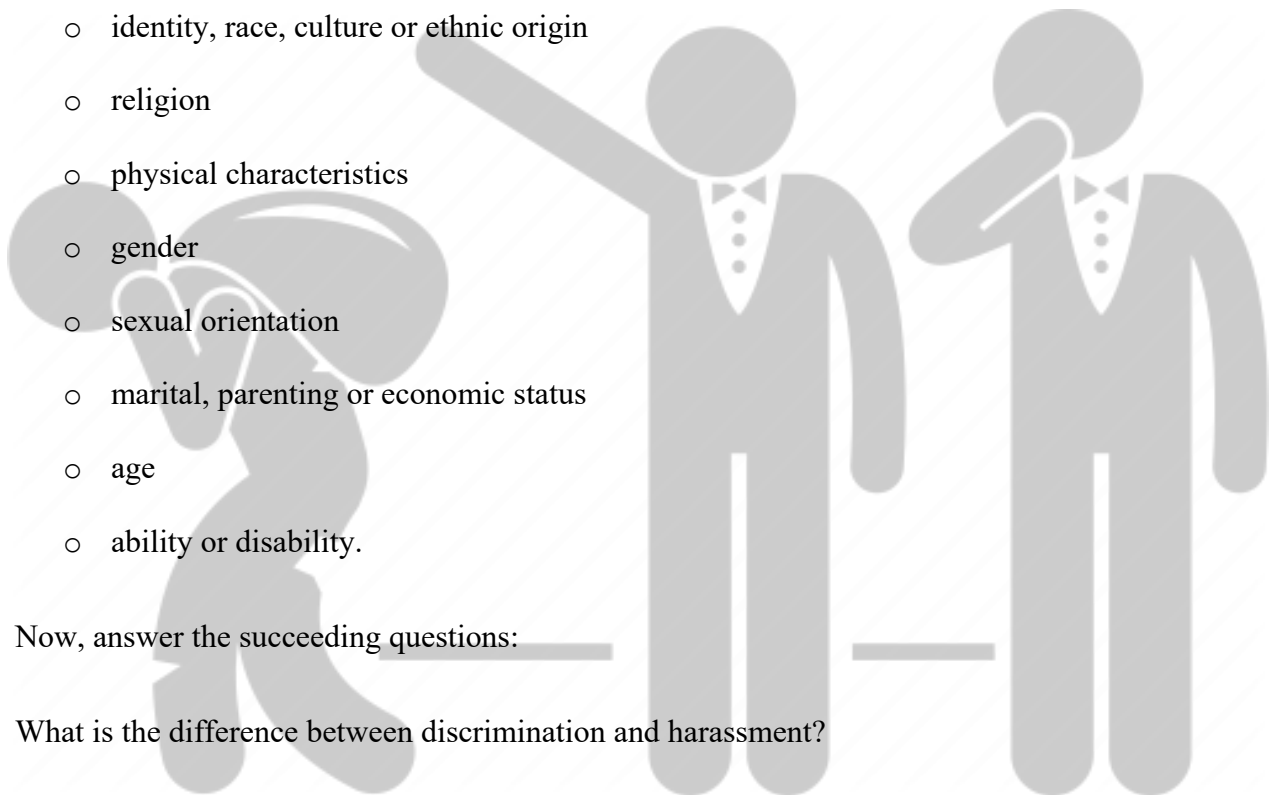 o identity, race, culture or ethnic origin
o religion
o physical characteristics
o gender
o sexual orientation
o marital, parenting or economic status
o age
o ability or disability.
Now, answer the succeeding questions:
What is the difference between discrimination and harassment?